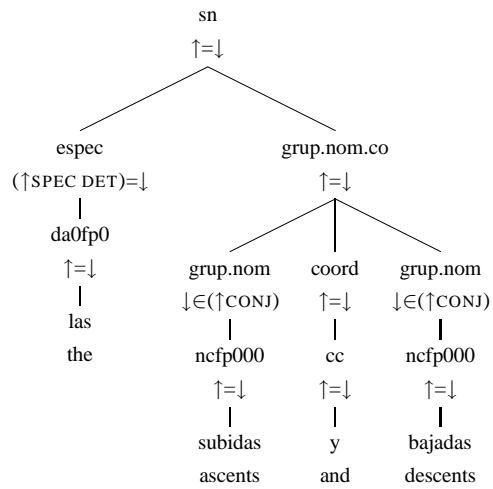 sn
↑=↓
espec grup.nom.co
(↑SPEC DET)=↓ ↑=↓
da0fp0
↑=↓ grup.nom coord grup.nom
↓∈(↑CONJ) ↑=↓ ↓∈(↑CONJ)
las
the ncfp000 cc ncfp000
↑=↓ ↑=↓ ↑=↓
subidas y bajadas
ascents and descents